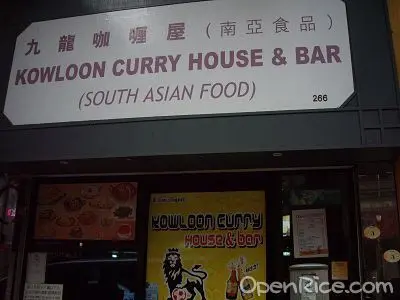 九龍咖喱屋 (南亞食品)
KOWLOON CURRY HOUSE & BAR
(SOUTH ASIAN FOOD)
266
KOWLOON CURRY
HOUSE & BAR
OpenRice.com